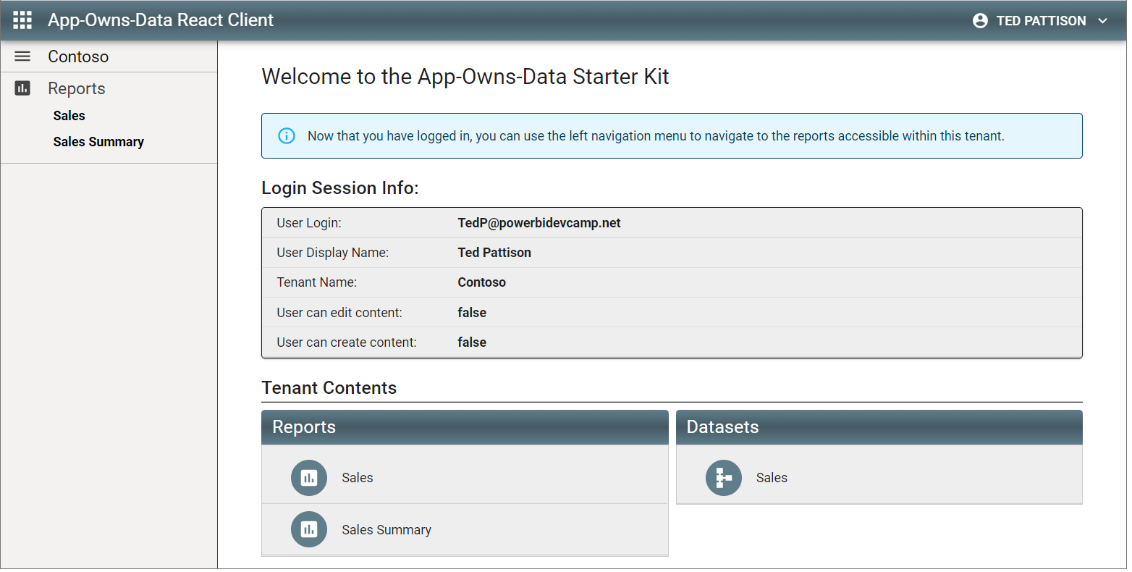 App-Owns-Data React Client
TED PATTISON
Contoso
Reports
Sales
Sales Summary
Welcome to the App-Owns-Data Starter Kit
Now that you have logged in, you can use the left navigation menu to navigate to the reports accessible within this tenant.
Login Session Info:
User Login: TedP@powerbidevcamp.net
User Display Name: Ted Pattison
Tenant Name: Contoso
User can edit content: false
User can create content: false
Tenant Contents
Reports
Sales
Sales Summary
Datasets
Sales